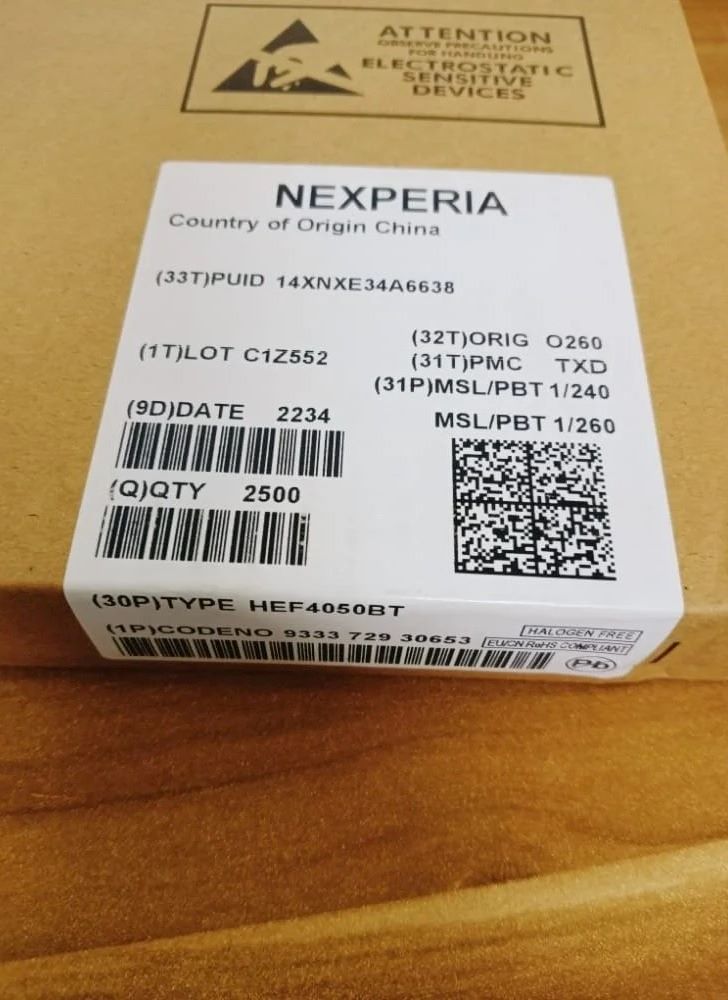 ATTENTION
OBSERVE PRECAUTIONS
FOR HANDLING
ELECTROSTATIC
SENSITIVE
DEVICES
NEXPERIA
Country of Origin China
(33T)PUID 14XNXE34A6638
(32T)ORIG O260
(1T)LOT C1Z552
(31T)PMC TXD
(31P)MSL/PBT 1/240
(9D)DATE 2234
MSL/PBT 1/260
(Q)QTY 2500
(30P)TYPE HEF4050BT
(1P)CODENO 9333 729 30653
HALOGEN FREE
EU/CN RoHS COMPLIANT
Pb